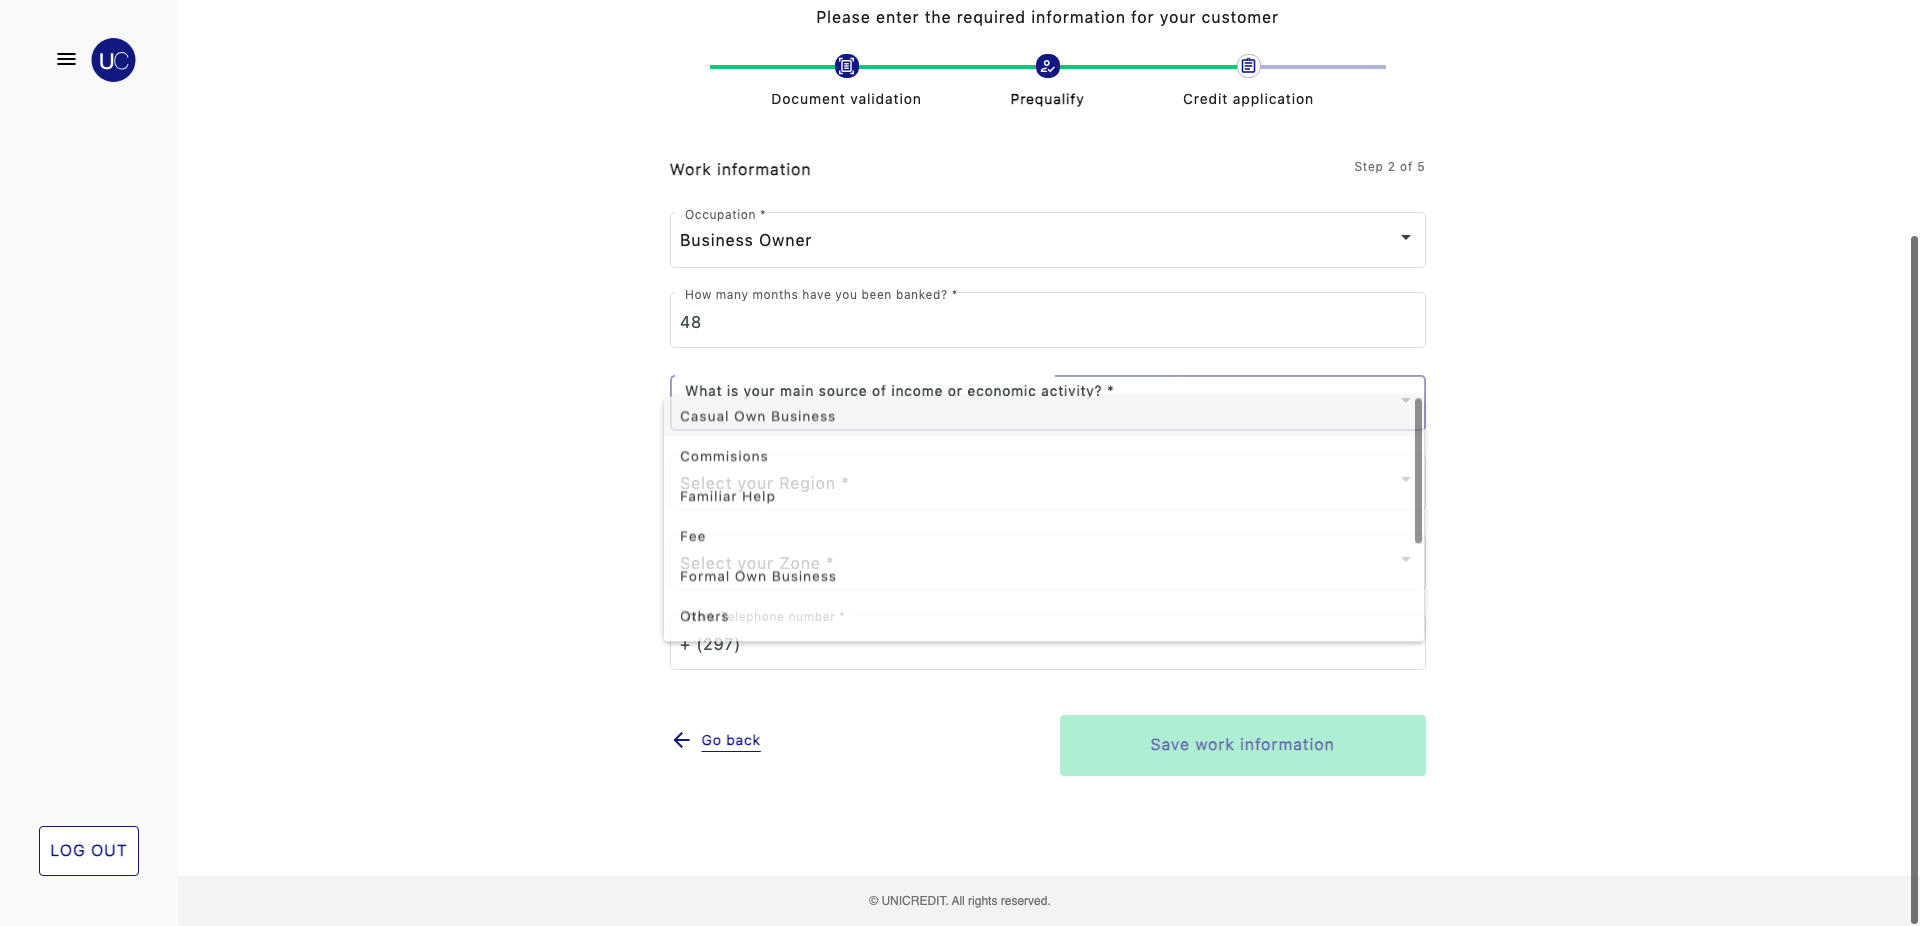 Please enter the required information for your customer
UC
Document validation
Prequalify
Credit application
Work information
Step 2 of 5
Occupation *
Business Owner
How many months have you been banked? *
48
What is your main source of income or economic activity? *
Casual Own Business
Commisions
Select your Region *
Familiar Help
Fee
Select your Zone *
Formal Own Business
Others
Telephone number *
+ (297)
Go back
Save work information
LOG OUT
© UNICREDIT. All rights reserved.